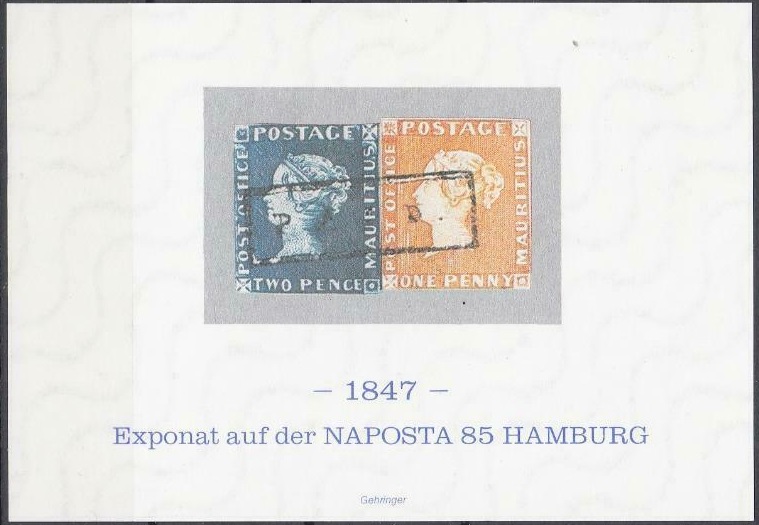 POSTAGE
POST OFFICE
MAURITIUS
TWO PENCE
POSTAGE
POST OFFICE
MAURITIUS
ONE PENNY
PAID
– 1847 –
Exponat auf der NAPOSTA 85 HAMBURG
Gehringer